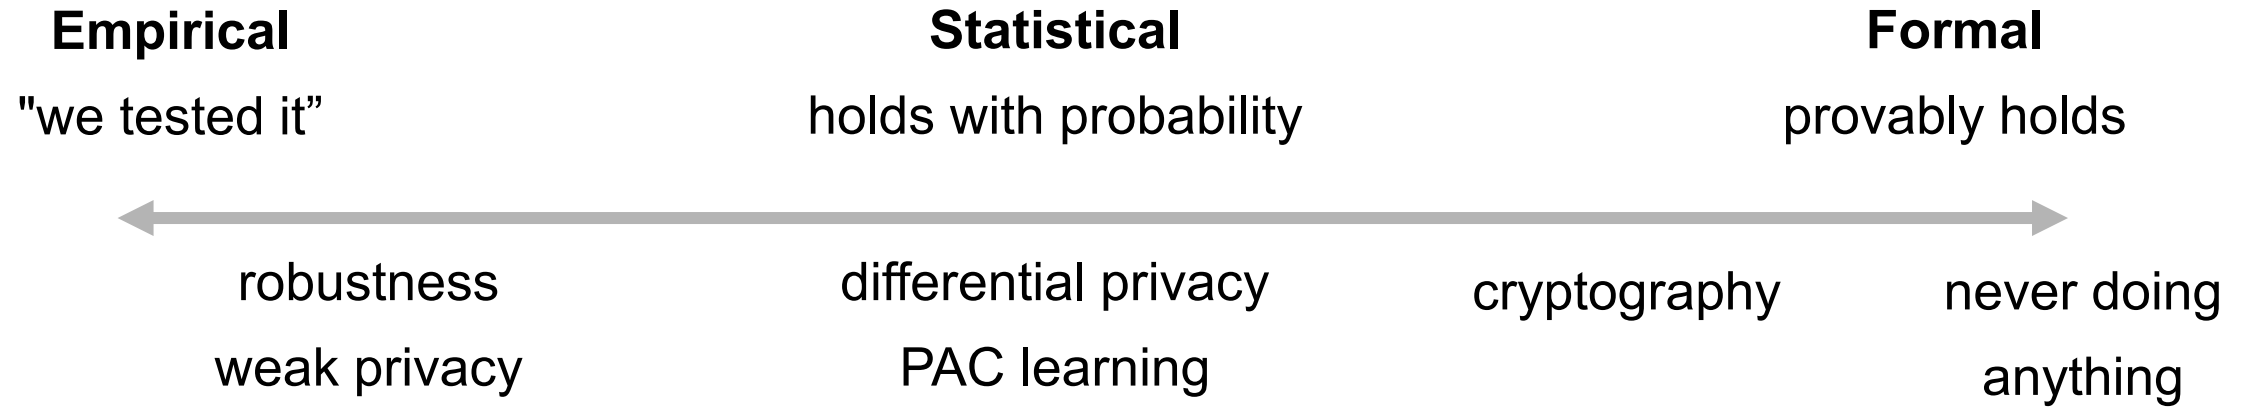 Empirical
"we tested it”
Statistical
holds with probability
Formal
provably holds
robustness
weak privacy
differential privacy
PAC learning
cryptography
never doing
anything